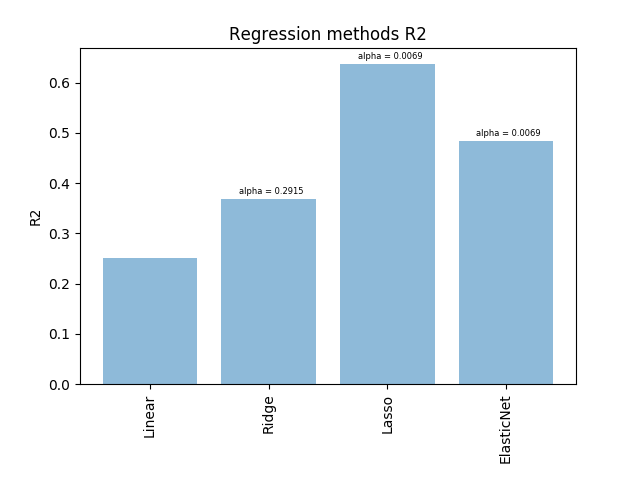 Regression methods R2
alpha = 0.0069
0.6
alpha = 0.0069
0.5
0.4
alpha = 0.2915
R2
0.3
0.2
0.1
0.0
Linear
Ridge
Lasso
ElasticNet